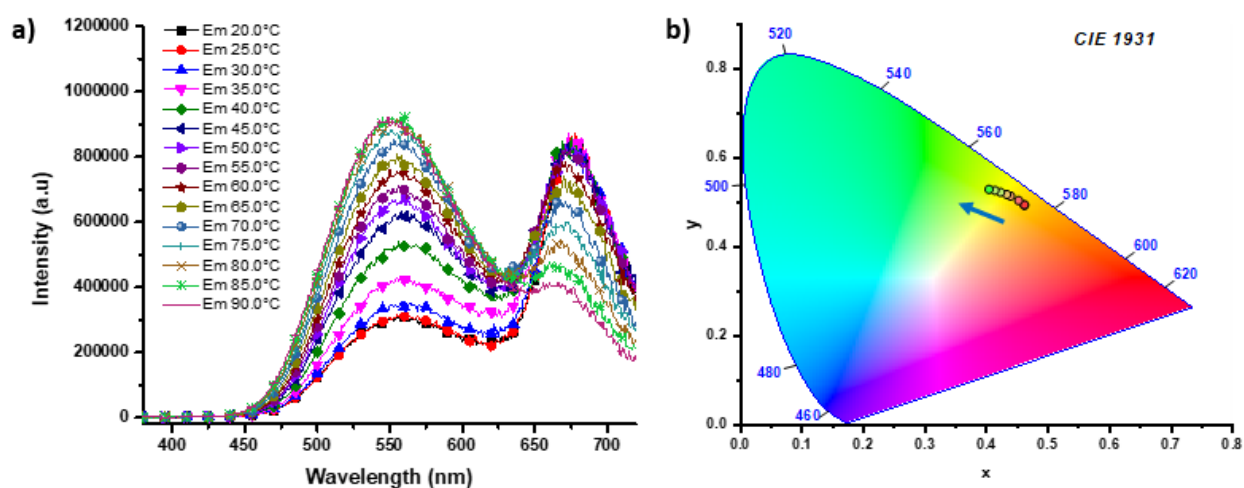 a)
Intensity (a.u)
1200000
1000000
800000
600000
400000
200000
0
Em 20.0°C
Em 25.0°C
Em 30.0°C
Em 35.0°C
Em 40.0°C
Em 45.0°C
Em 50.0°C
Em 55.0°C
Em 60.0°C
Em 65.0°C
Em 70.0°C
Em 75.0°C
Em 80.0°C
Em 85.0°C
Em 90.0°C
400 450 500 550 600 650 700
Wavelength (nm)
b)
CIE 1931
y
0.8
0.6
0.4
0.2
0.0
520
540
560
500
580
600
620
480
460
0.0 0.1 0.2 0.3 0.4 0.5 0.6 0.7 0.8
x